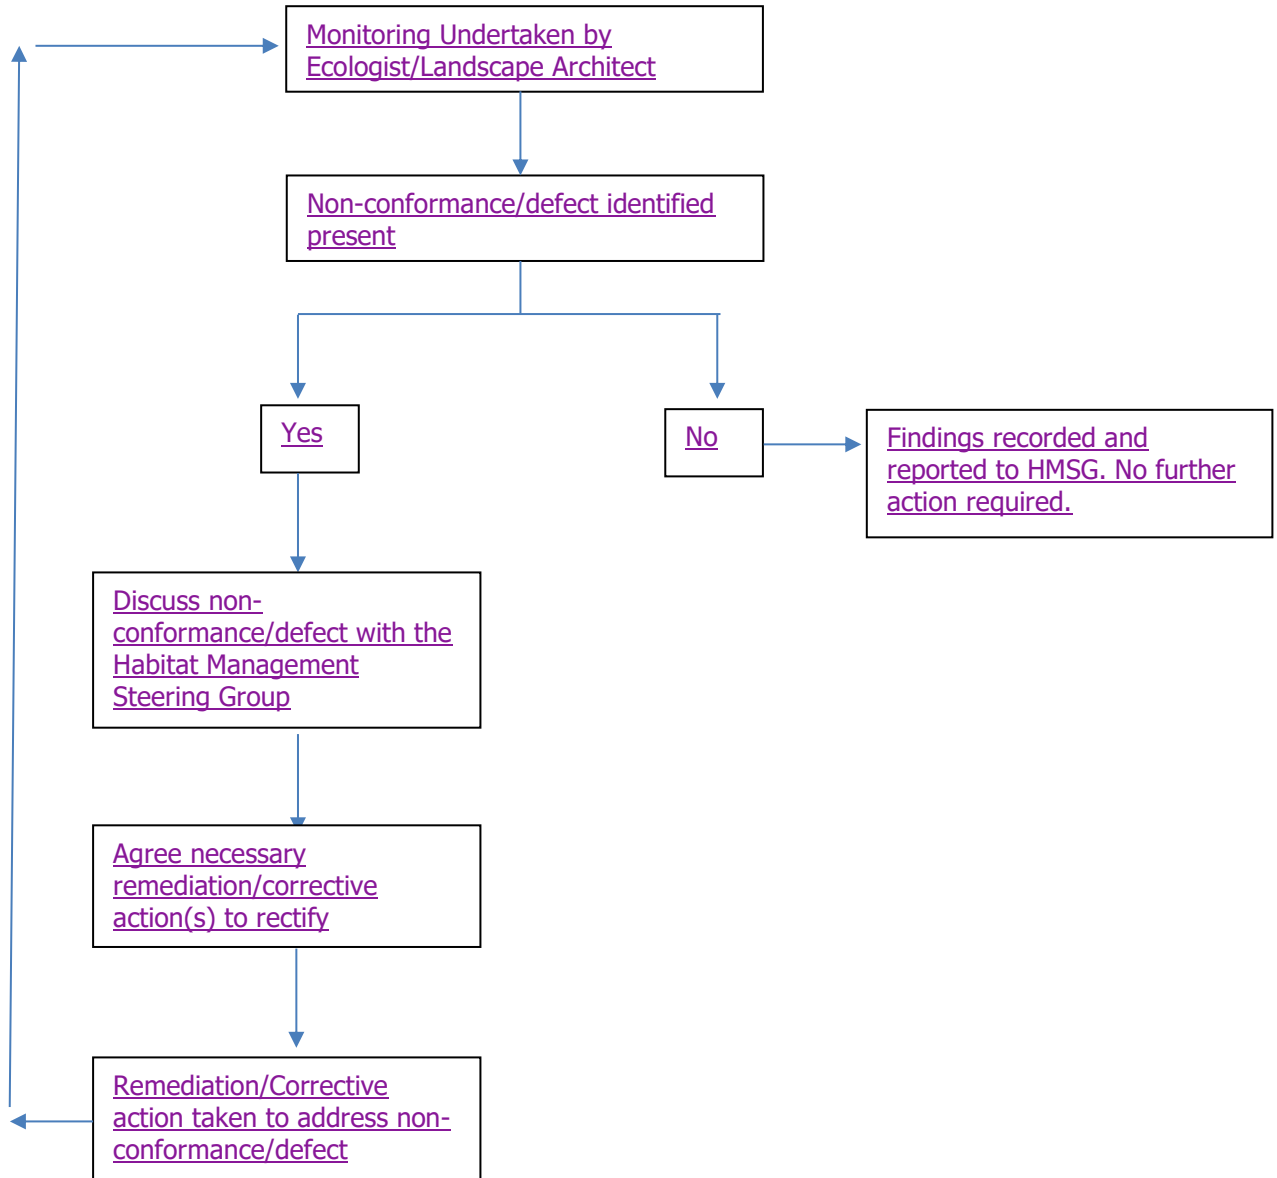 Monitoring Undertaken by
Ecologist/Landscape Architect
Non-conformance/defect identified
present
Yes
No
Findings recorded and
reported to HMSG. No further
action required.
Discuss non-
conformance/defect with the
Habitat Management
Steering Group
Agree necessary
remediation/corrective
action(s) to rectify
Remediation/Corrective
action taken to address non-
conformance/defect